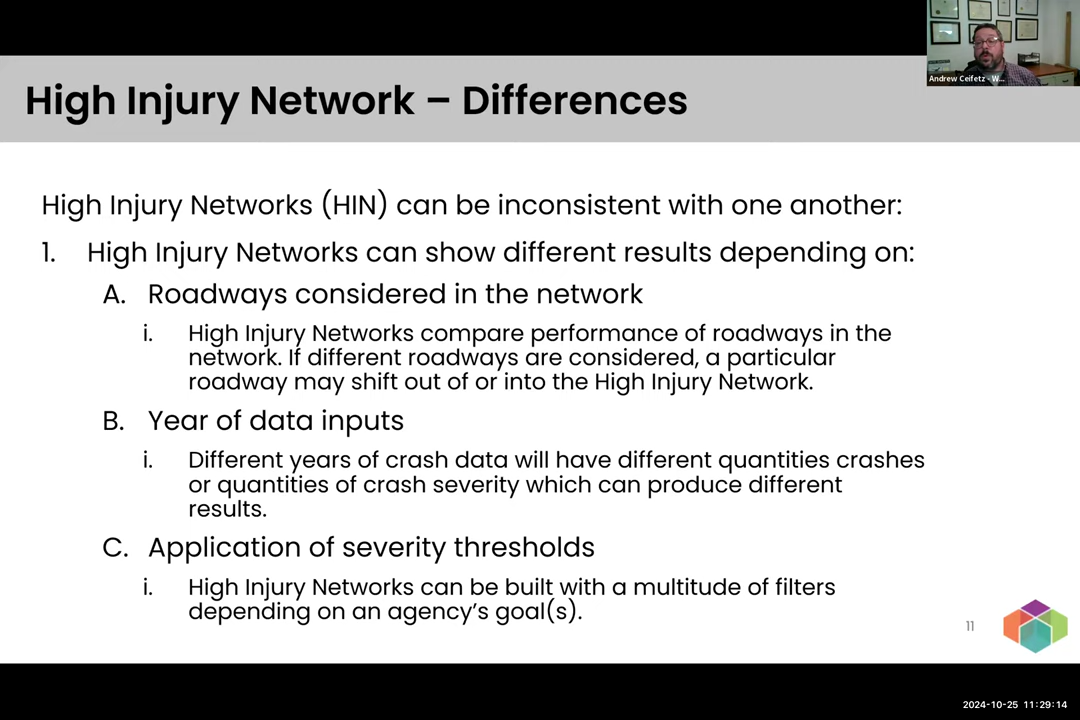 Andrew Ceifetz - W...
High Injury Network – Differences
High Injury Networks (HIN) can be inconsistent with one another:
1. High Injury Networks can show different results depending on:
A. Roadways considered in the network
i. High Injury Networks compare performance of roadways in the
network. If different roadways are considered, a particular
roadway may shift out of or into the High Injury Network.
B. Year of data inputs
i. Different years of crash data will have different quantities crashes
or quantities of crash severity which can produce different
results.
C. Application of severity thresholds
i. High Injury Networks can be built with a multitude of filters
depending on an agency’s goal(s).
11
2024-10-25 11:29:14